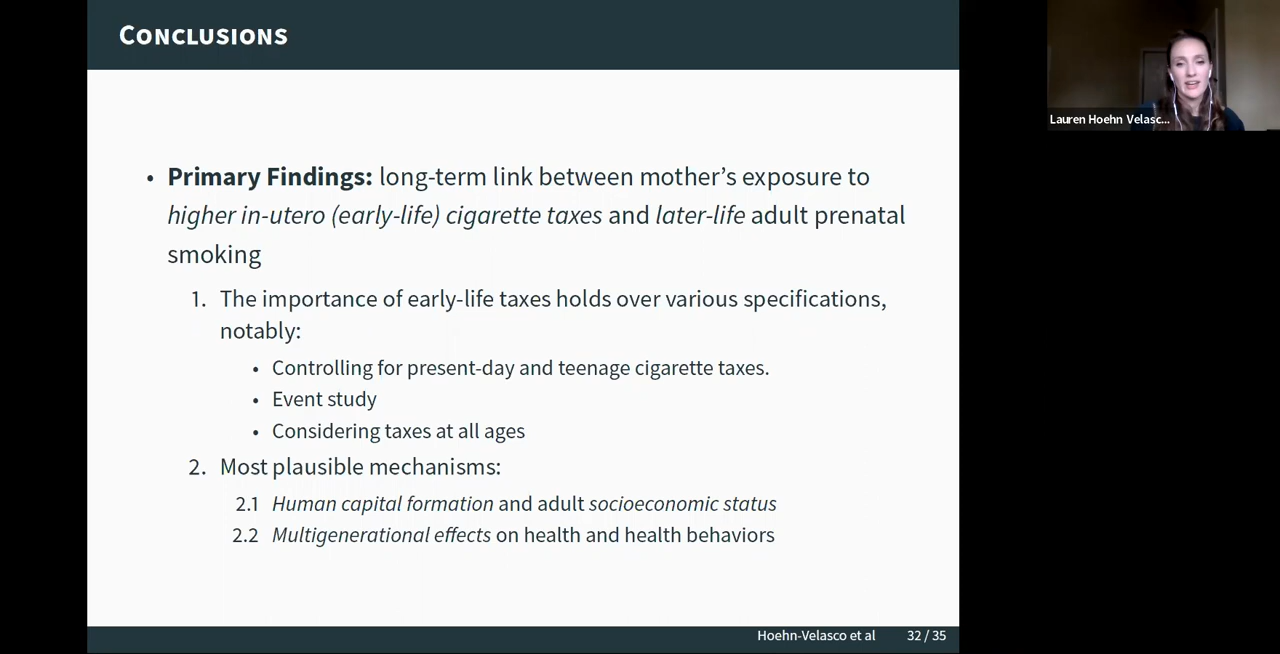 CONCLUSIONS
Lauren Hoehn Velasc...
• Primary Findings: long-term link between mother’s exposure to
higher in-utero (early-life) cigarette taxes and later-life adult prenatal
smoking
1. The importance of early-life taxes holds over various specifications,
notably:
• Controlling for present-day and teenage cigarette taxes.
• Event study
• Considering taxes at all ages
2. Most plausible mechanisms:
2.1 Human capital formation and adult socioeconomic status
2.2 Multigenerational effects on health and health behaviors
Hoehn-Velasco et al 32 / 35